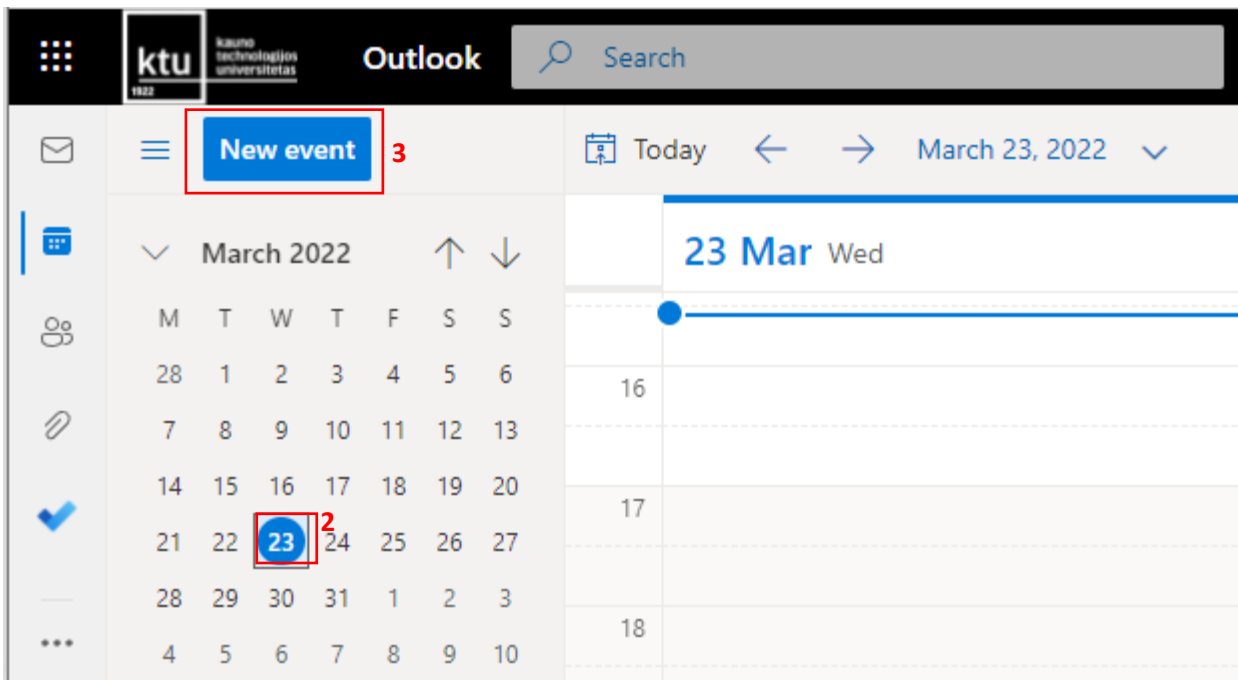 ktu
1922
kauno
technologijos
universitetas
Outlook
Search
New event
3
Today
March 23, 2022
March 2022
23 Mar Wed
M T W T F S S
28 1 2 3 4 5 6
7 8 9 10 11 12 13
14 15 16 17 18 19 20
21 22 23 2 24 25 26 27
28 29 30 31 1 2 3
4 5 6 7 8 9 10
16
17
18